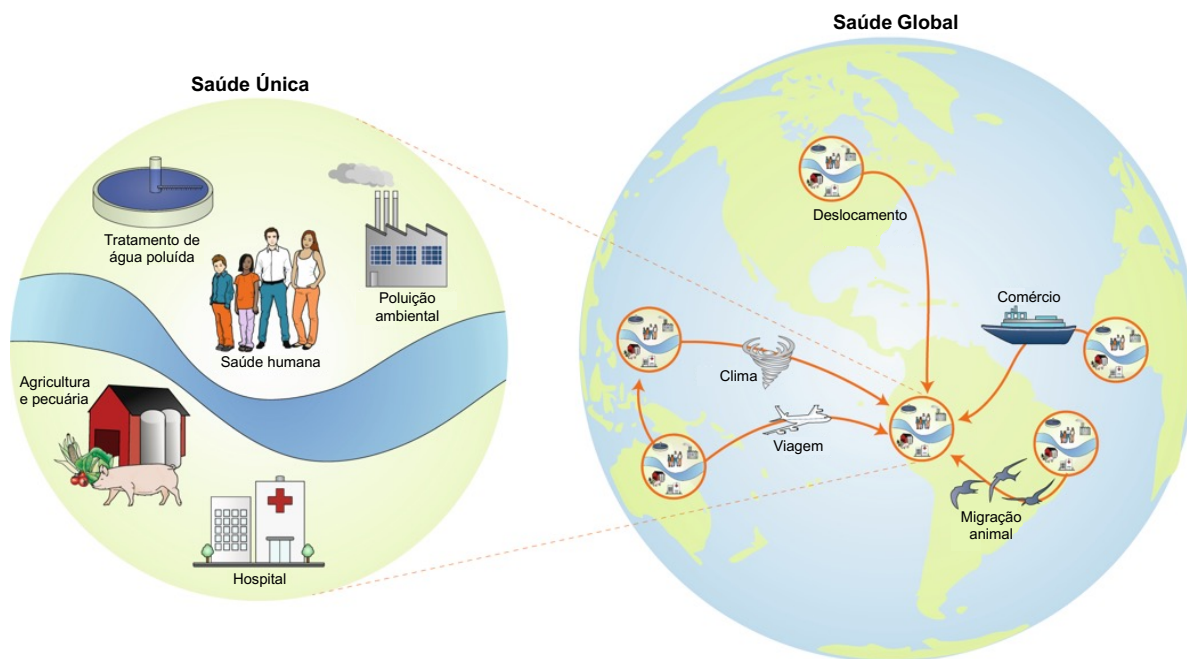 Saúde Única
Tratamento de
água poluída
Poluição
ambiental
Saúde humana
Agricultura
e pecuária
Hospital
Saúde Global
Deslocamento
Comércio
Clima
Viagem
Migração
animal